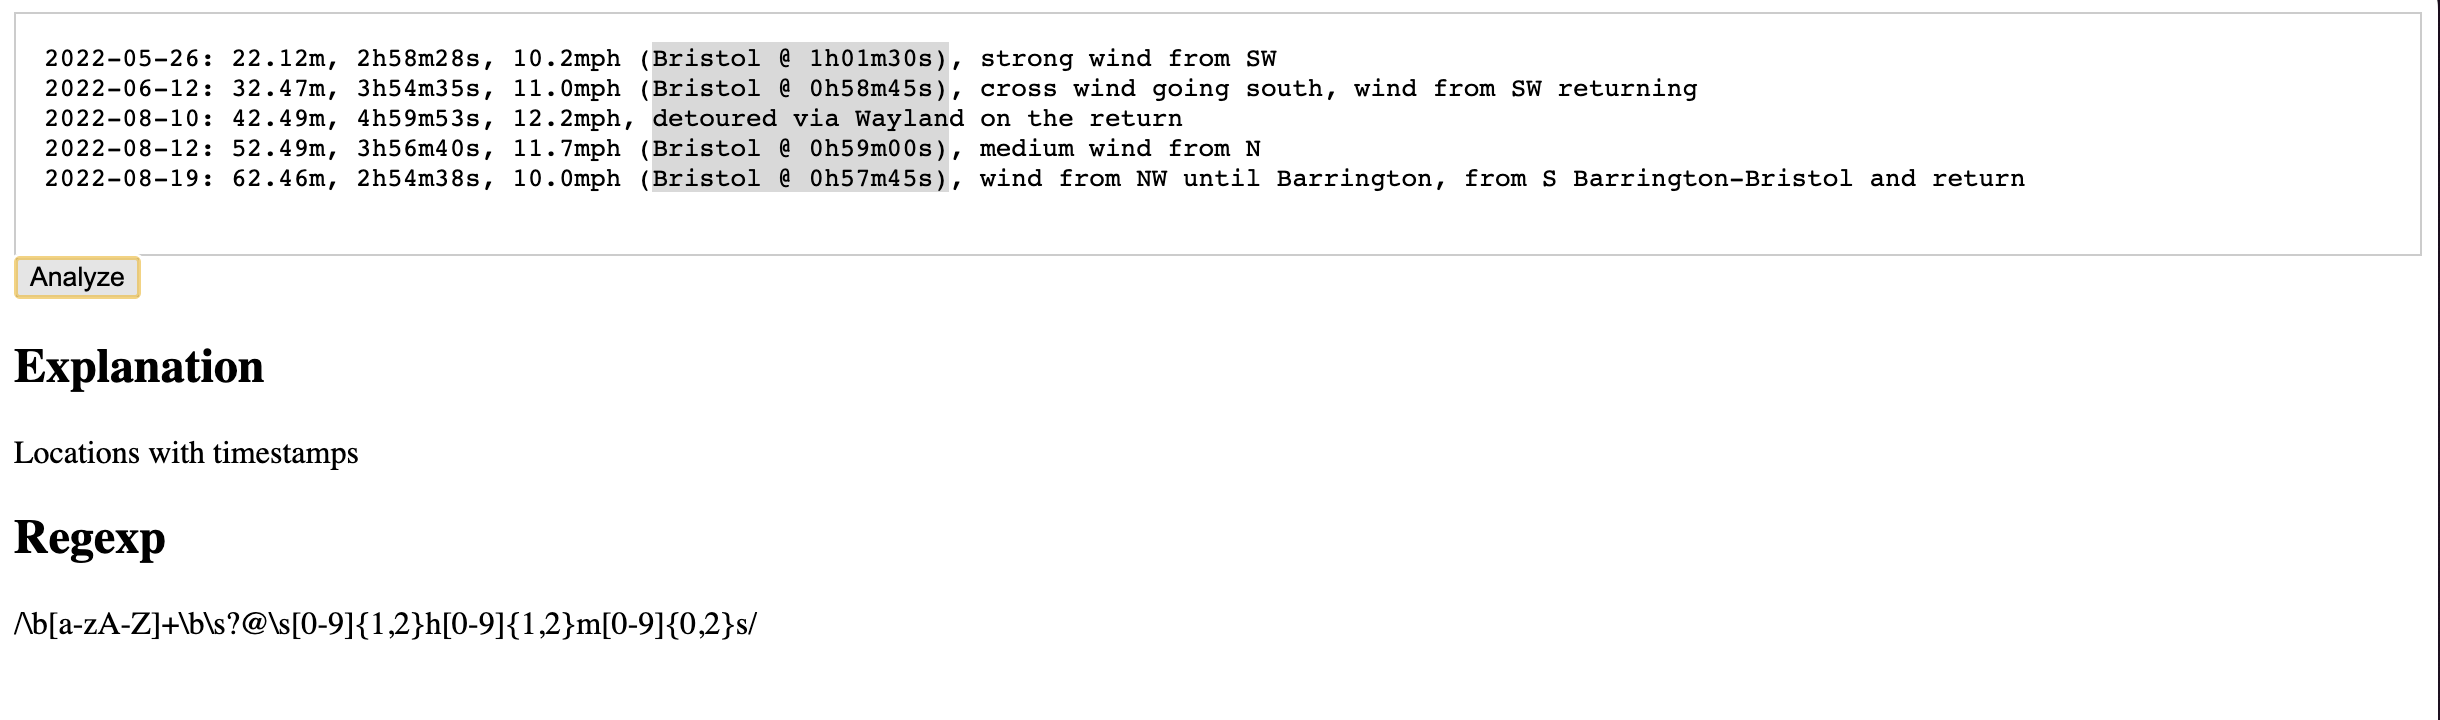 2022-05-26: 22.12m, 2h58m28s, 10.2mph (Bristol @ 1h01m30s), strong wind from SW
2022-06-12: 32.47m, 3h54m35s, 11.0mph (Bristol @ 0h58m45s), cross wind going south, wind from SW returning
2022-08-10: 42.49m, 4h59m53s, 12.2mph, detoured via Wayland on the return
2022-08-12: 52.49m, 3h56m40s, 11.7mph (Bristol @ 0h59m00s), medium wind from N
2022-08-19: 62.46m, 2h54m38s, 10.0mph (Bristol @ 0h57m45s), wind from NW until Barrington, from S Barrington-Bristol and return
Analyze
Explanation
Locations with timestamps
Regexp
/\b[a-zA-Z]+\b\s?@\s[0-9]{1,2}h[0-9]{1,2}m[0-9]{0,2}s/